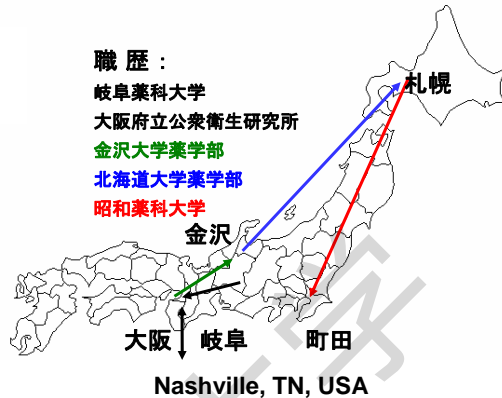 職 歴 :
岐阜薬科大学
大阪府立公衆衛生研究所
金沢大学薬学部
北海道大学薬学部
昭和薬科大学
札幌
金沢
大阪
岐阜
町田
Nashville, TN, USA